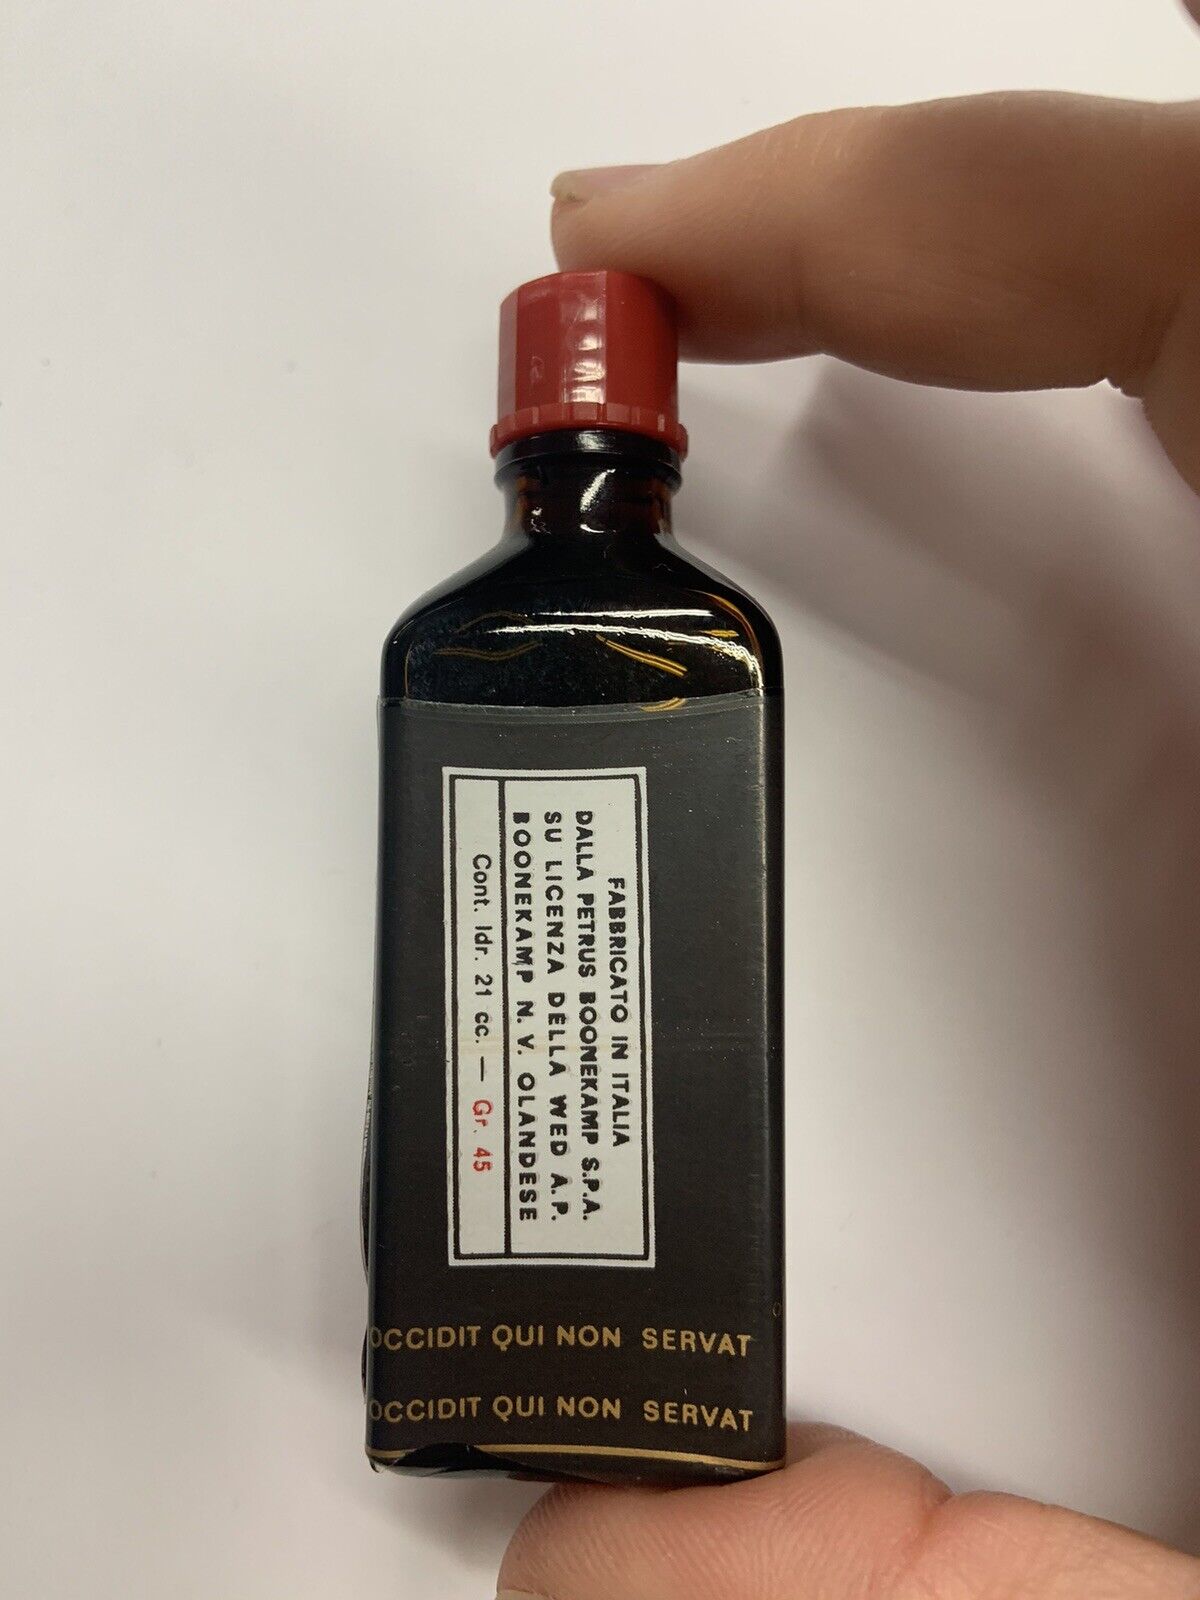 FABBRICATO IN ITALIA
DALLA PETRUS BOONEKAMP S.P.A.
SU LICENZA DELLA WED A.P.
BOONEKAMP N.V. OLANDESE
Cont. Idr. 21 cc. — Gr. 45
OCCIDIT QUI NON SERVAT
OCCIDIT QUI NON SERVAT